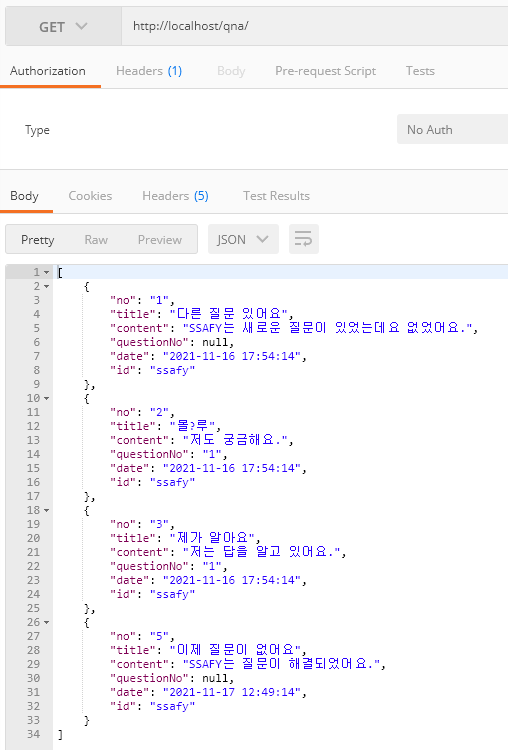 GET http://localhost/qna/
Authorization Headers (1) Body Pre-request Script Tests
Type No Auth
Body Cookies Headers (5) Test Results
Pretty Raw Preview JSON
1 [
2 {
3 "no": "1",
4 "title": "다른 질문 있어요",
5 "content": "SSAFY는 새로운 질문이 있었는데요 없었어요.",
6 "questionNo": null,
7 "date": "2021-11-16 17:54:14",
8 "id": "ssafy"
9 },
10 {
11 "no": "2",
12 "title": "몰?루",
13 "content": "저도 궁금해요.",
14 "questionNo": "1",
15 "date": "2021-11-16 17:54:14",
16 "id": "ssafy"
17 },
18 {
19 "no": "3",
20 "title": "제가 알아요",
21 "content": "저는 답을 알고 있어요.",
22 "questionNo": "1",
23 "date": "2021-11-16 17:54:14",
24 "id": "ssafy"
25 },
26 {
27 "no": "5",
28 "title": "이제 질문이 없어요",
29 "content": "SSAFY는 질문이 해결되었어요.",
30 "questionNo": null,
31 "date": "2021-11-17 12:49:14",
32 "id": "ssafy"
33 }
34 ]